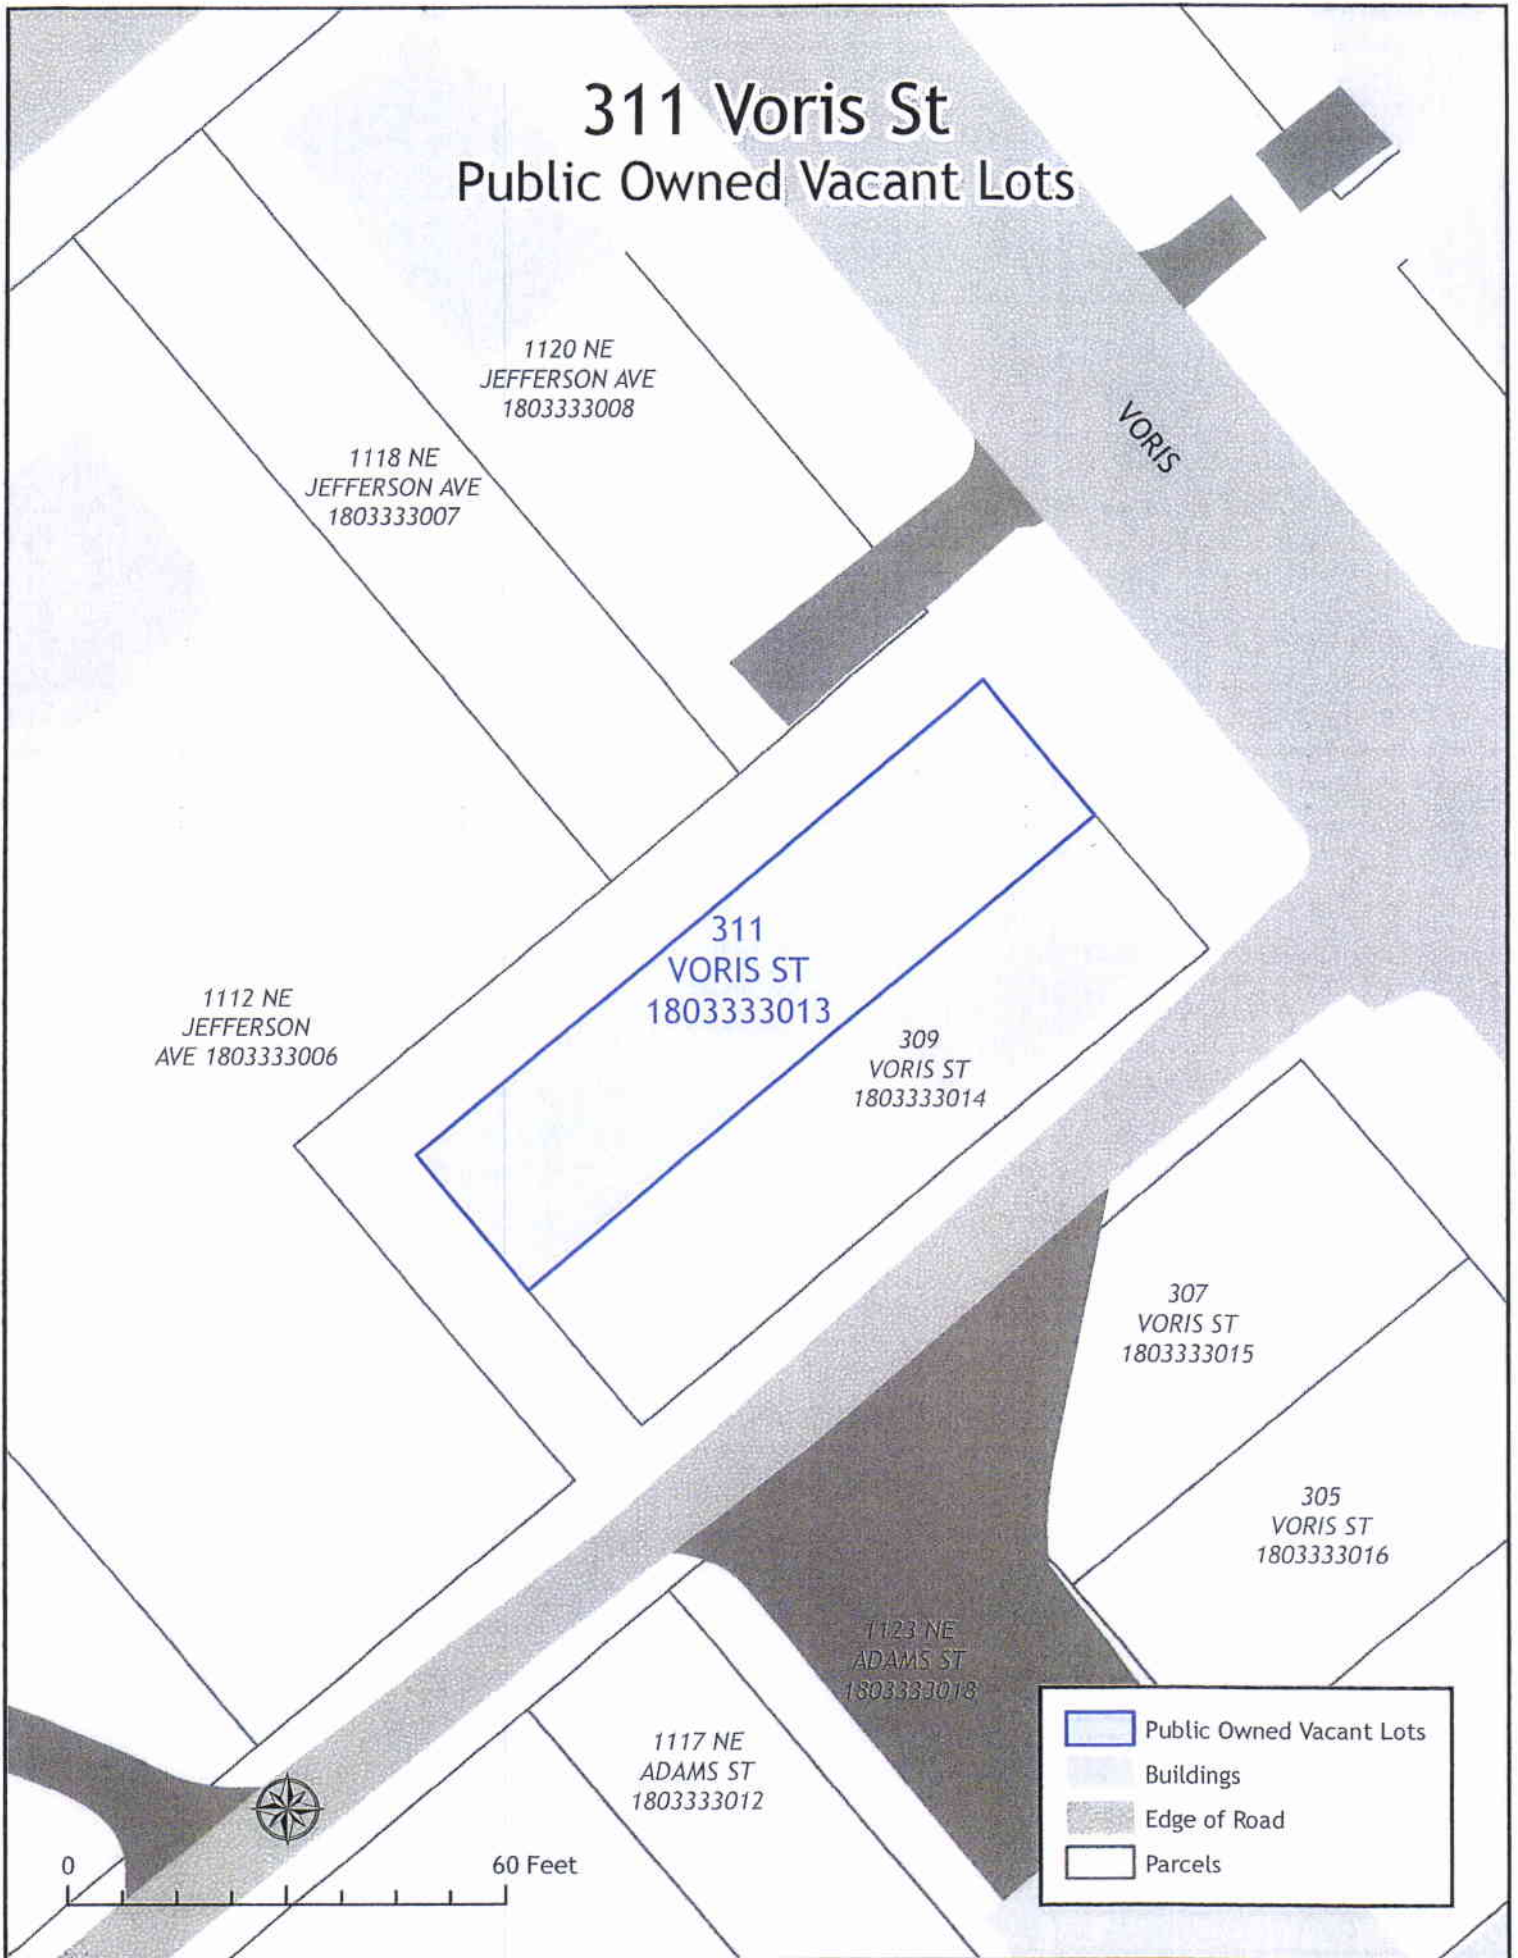 311 Voris St
Public Owned Vacant Lots
1120 NE
JEFFERSON AVE
1803333008
VORIS
1118 NE
JEFFERSON AVE
1803333007
311
VORIS ST
1803333013
1112 NE
JEFFERSON
AVE 1803333006
309
VORIS ST
1803333014
307
VORIS ST
1803333015
305
VORIS ST
1803333016
1123 NE
ADAMS ST
1803333018
1117 NE
ADAMS ST
1803333012
Public Owned Vacant Lots
Buildings
Edge of Road
Parcels
0
60 Feet